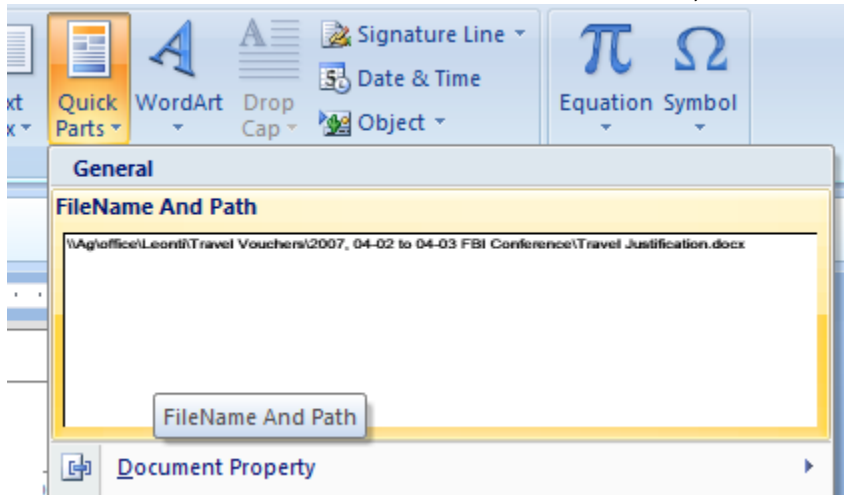 Signature Line
xt Quick WordArt Drop Date & Time Equation Symbol
x Parts Cap Object
General
FileName And Path
\\Ag\office\Leonti\Travel Vouchers\2007, 04-02 to 04-03 FBI Conference\Travel Justification.docx
FileName And Path
Document Property